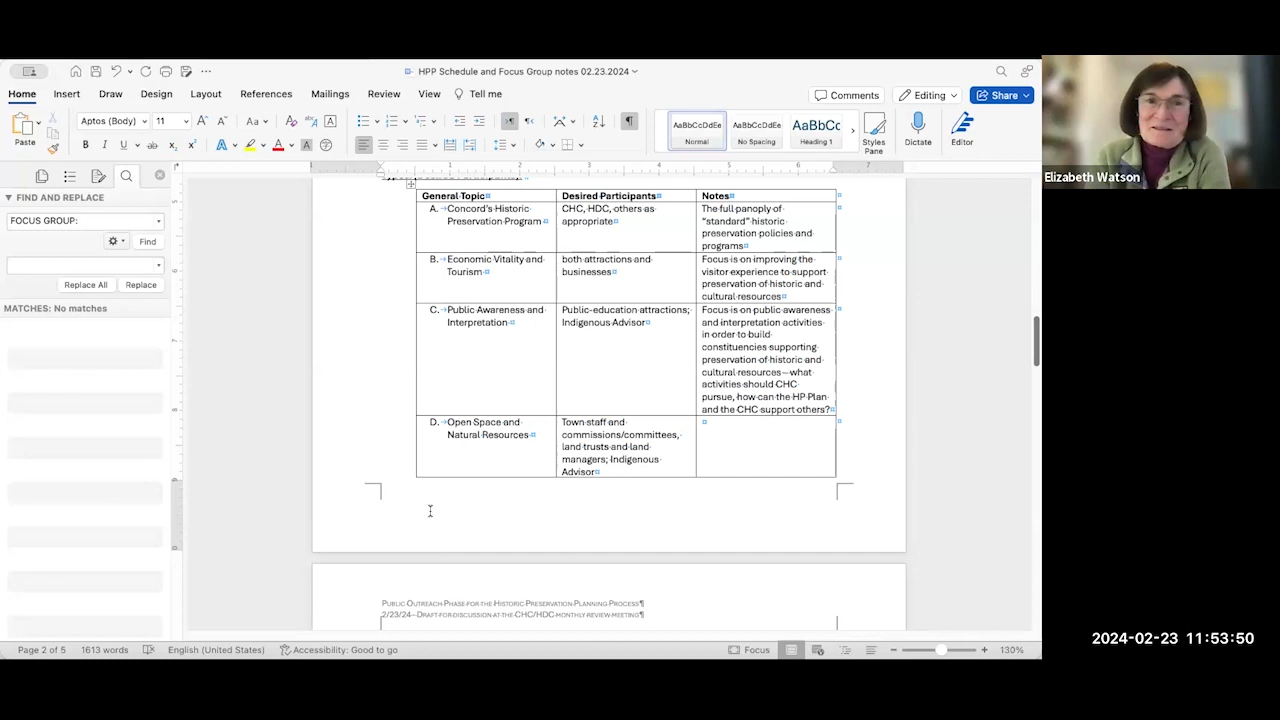 HPP Schedule and Focus Group notes 02.23.2024
Home Insert Draw Design Layout References Mailings Review View Tell me
Comments Editing Share
Paste
Aptos (Body) 11
AaBbCcDdEe AaBbCcDdEe AaBbCc
Normal No Spacing Heading 1
Styles Pane
Dictate
Editor
FIND AND REPLACE
FOCUS GROUP:
Find
Replace All Replace
MATCHES: No matches
General Topic Desired Participants Notes
A. Concord's Historic
Preservation Program
CHC, HDC, others as
appropriate
The full panoply of
"standard" historic
preservation policies and
programs
B. Economic Vitality and
Tourism
both attractions and
businesses
Focus is on improving the
visitor experience to support
preservation of historic and
cultural resources
C. Public Awareness and
Interpretation
Public-education attractions;
Indigenous Advisor
Focus is on public awareness
and interpretation activities
in order to build
constituencies supporting
preservation of historic and
cultural resources – what
activities should CHC
pursue, how can the HP Plan
and the CHC support others?
D. Open Space and
Natural Resources
Town staff and
commissions/committees,
land trusts and land
managers; Indigenous
Advisor
PUBLIC OUTREACH PHASE FOR THE HISTORIC PRESERVATION PLANNING PROCESS
2/23/24 - DRAFT FOR DISCUSSION AT THE CHC/HDC MONTHLY REVIEW MEETING
Page 2 of 5 1613 words English (United States) Accessibility: Good to go
Focus 130%
Elizabeth Watson
2024-02-23 11:53:50